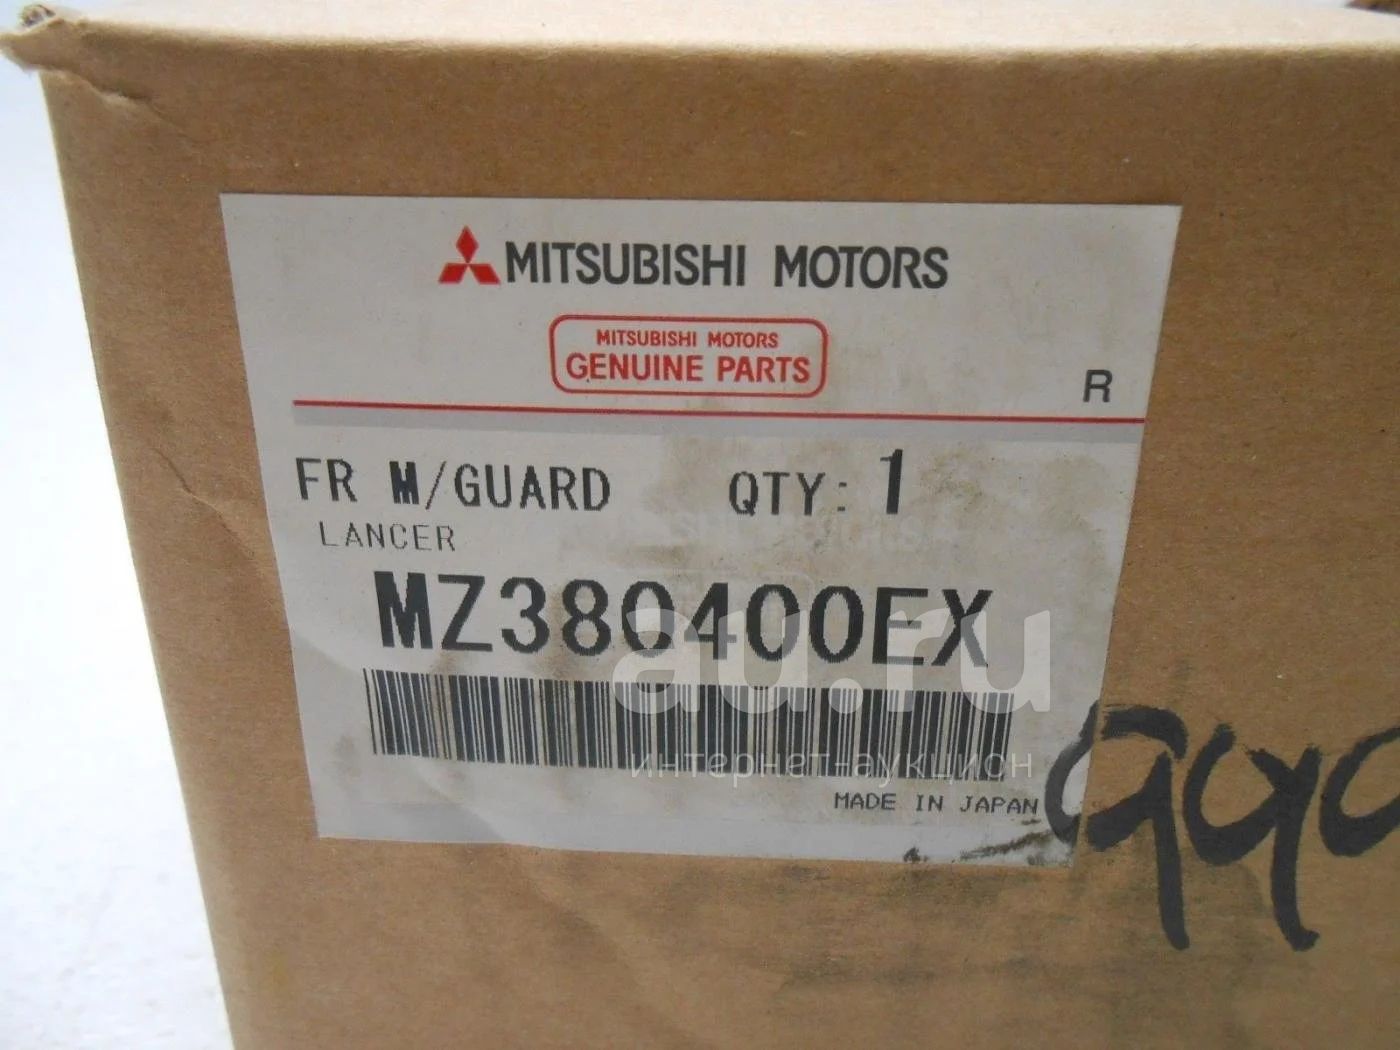 MITSUBISHI MOTORS
MITSUBISHI MOTORS
GENUINE PARTS
R
FR M/GUARD QTY: 1
LANCER
MZ380400EX
au.ru
интернет-аукцион
MADE IN JAPAN